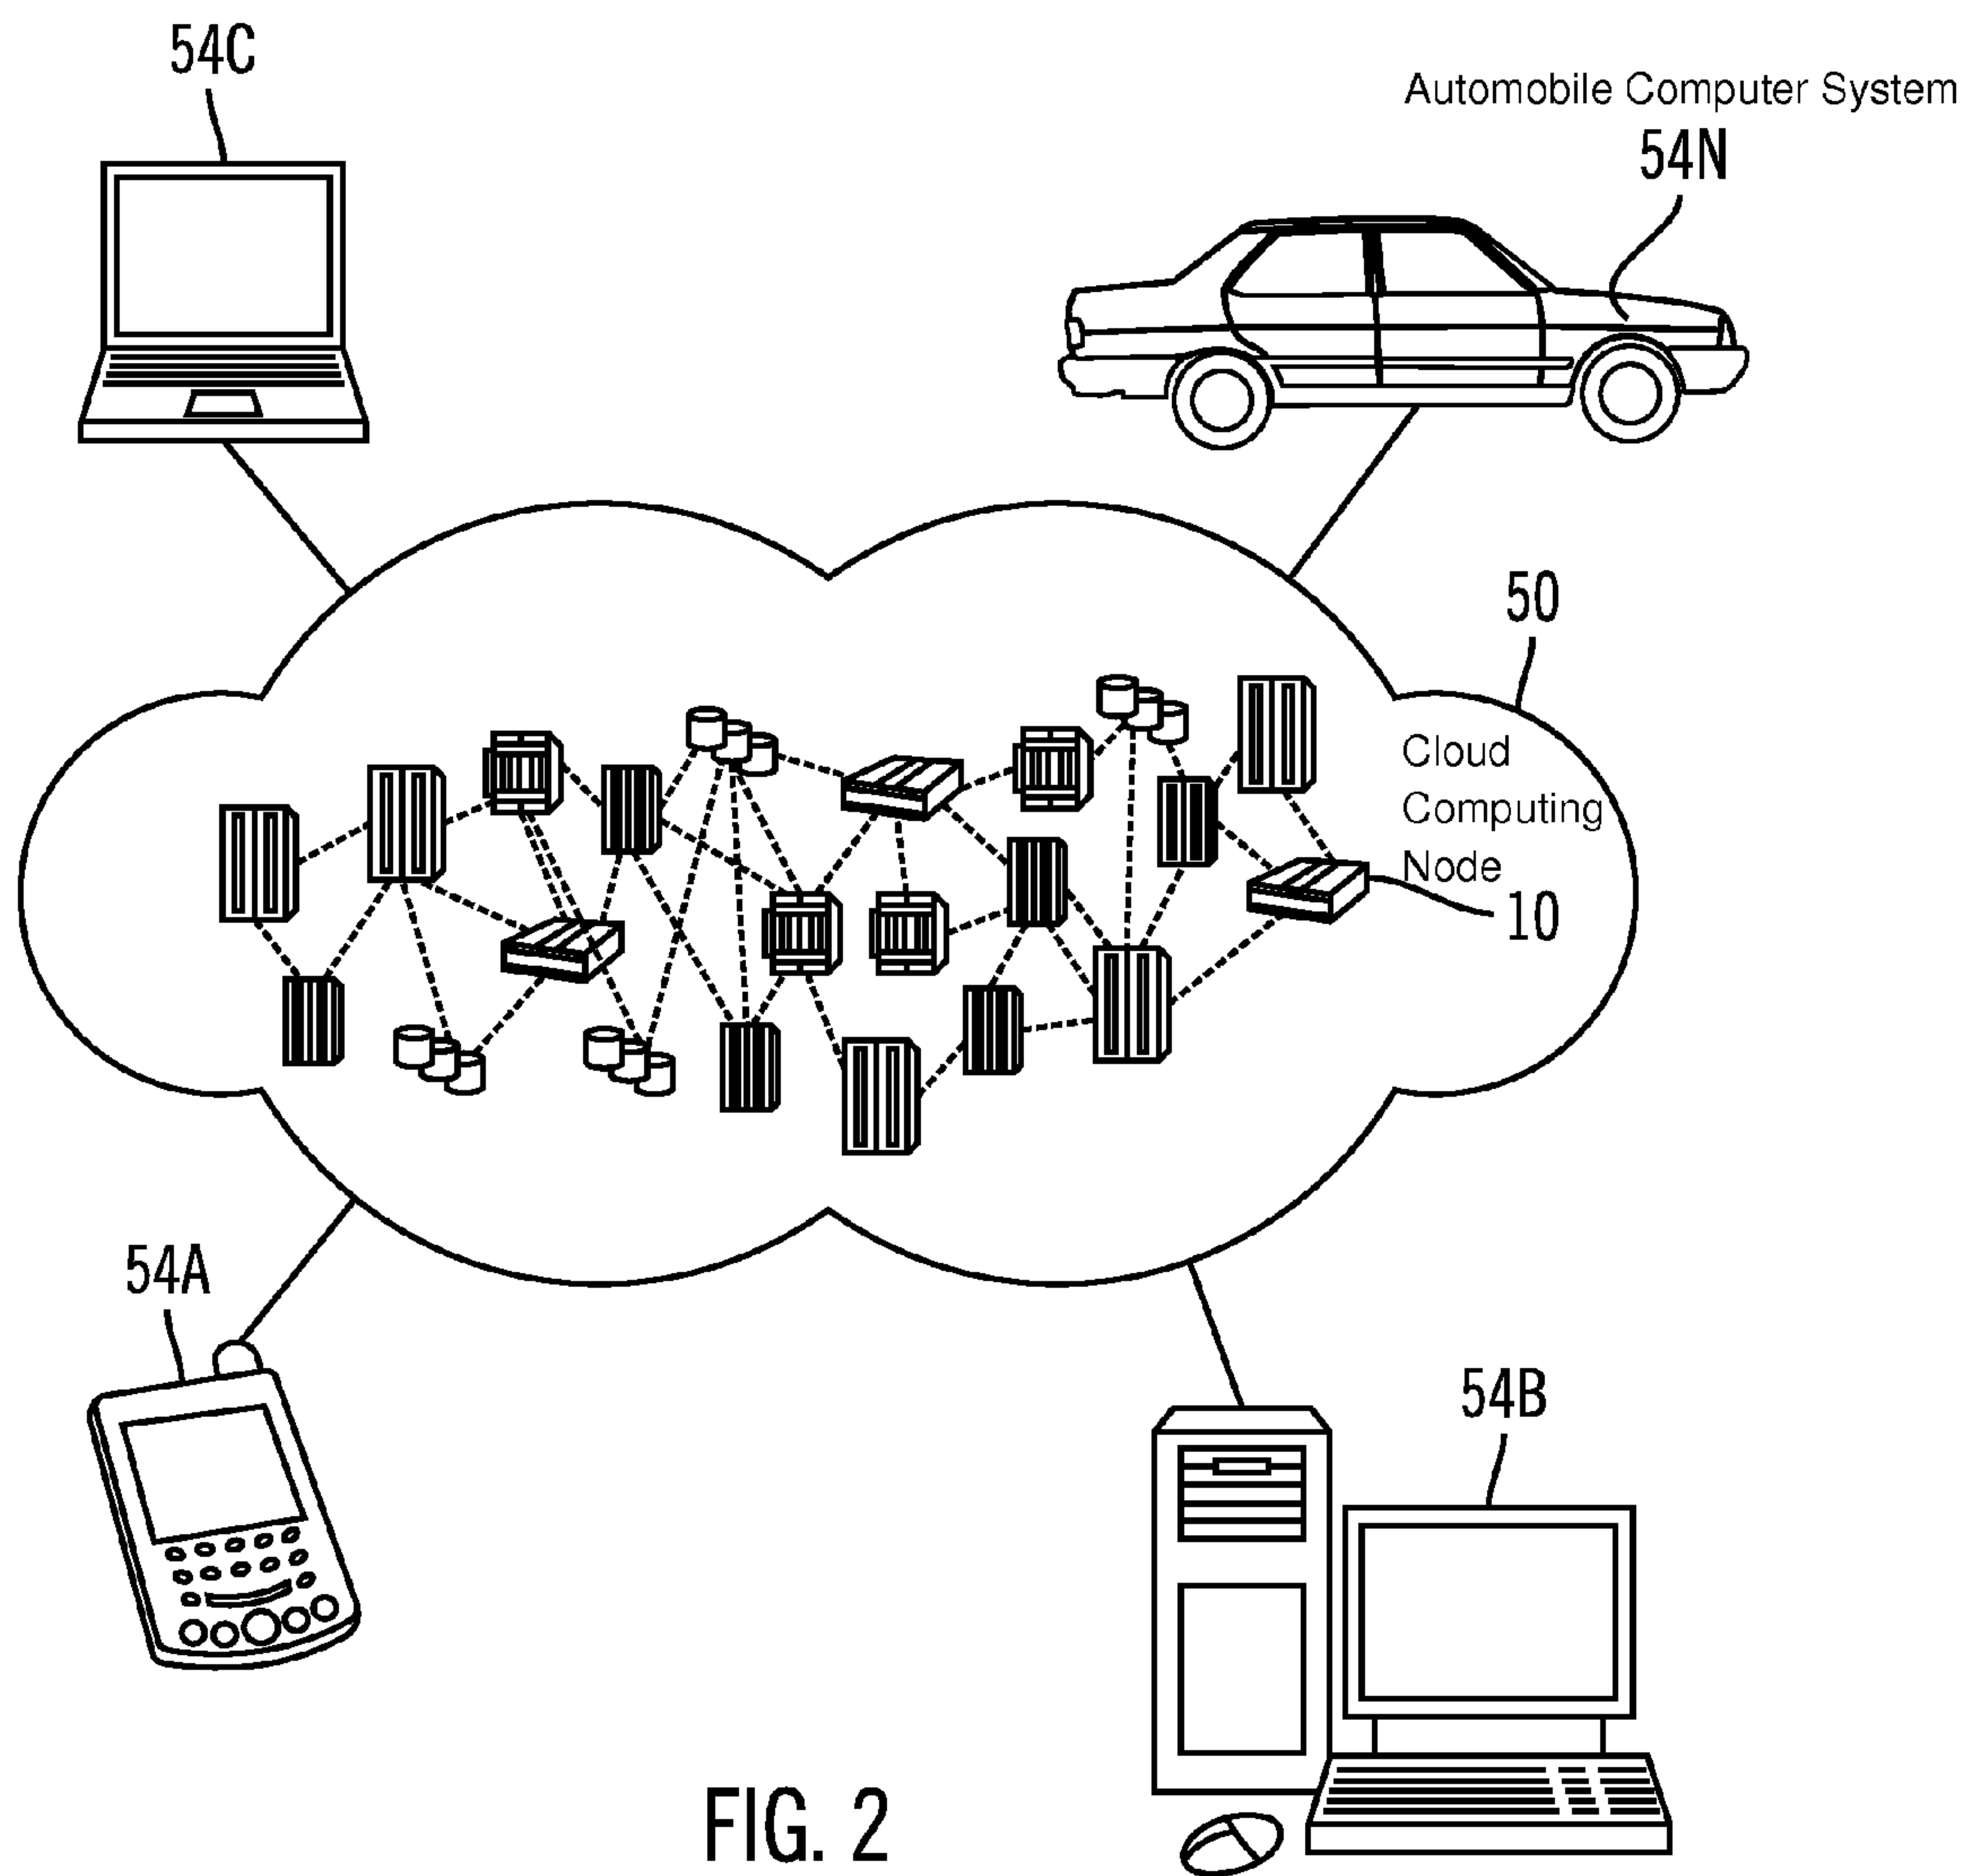 54C
Automobile Computer System
54N
50
Cloud
Computing
Node
10
54A
54B
FIG. 2